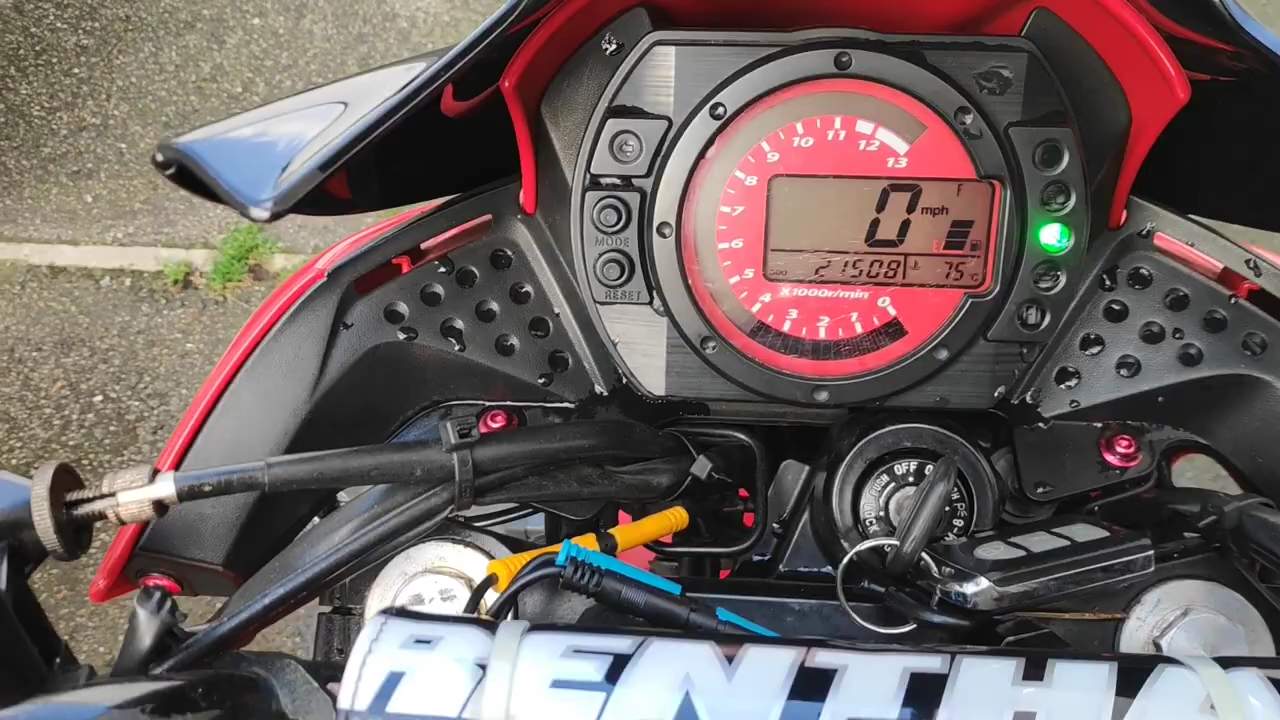 11
10
12
9
13
8
F
0 mph
7
6
E
5
21508
75°C
MODE
4
X1000r/min
0
RESET
3
2
1
OFF
PUSH
LOCK
RENTHA